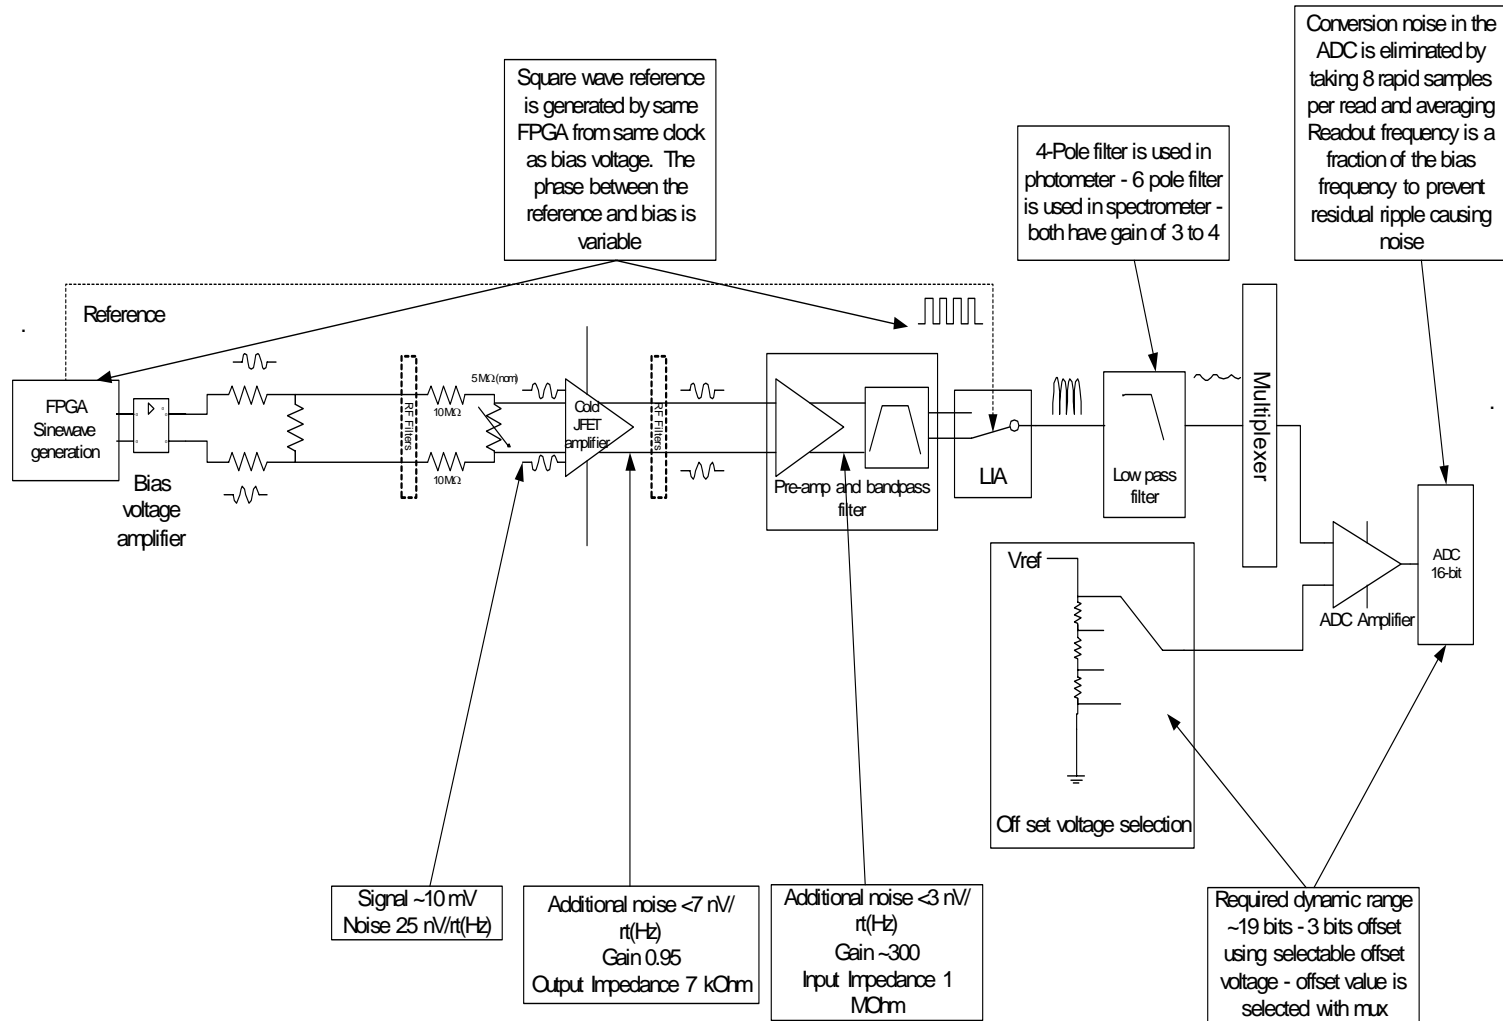 Conversion noise in the
ADC is eliminated by
taking 8 rapid samples
per read and averaging
Readout frequency is a
fraction of the bias
frequency to prevent
residual ripple causing
noise
Square wave reference
is generated by same
FPGA from same clock
as bias voltage. The
phase between the
reference and bias is
variable
4-Pole filter is used in
photometer - 6 pole filter
is used in spectrometer -
both have gain of 3 to 4
Reference
FPGA
Sinewave
generation
Bias
voltage
amplifier
RF Filters
10MΩ
10MΩ
5MΩ(nom)
Cold
JFET
amplifier
RF Filters
Pre-amp and bandpass
filter
LIA
Low pass
filter
Multiplexer
Vref
Off set voltage selection
ADC Amplifier
ADC
16-bit
Signal ~10 mV
Noise 25 nV/rt(Hz)
Additional noise <7 nV/
rt(Hz)
Gain 0.95
Output Impedance 7 kOhm
Additional noise <3 nV/
rt(Hz)
Gain ~300
Input Impedance 1
MOhm
Required dynamic range
~19 bits - 3 bits offset
using selectable offset
voltage - offset value is
selected with mux